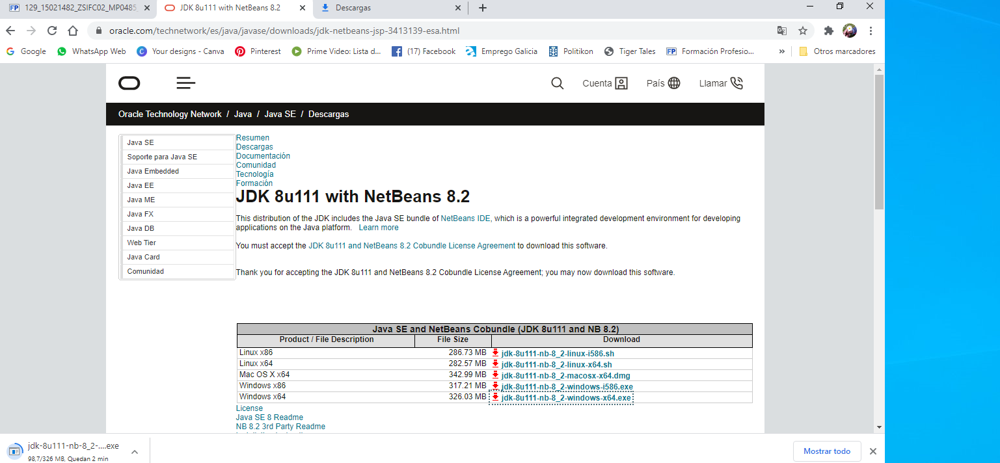 FP 129_15021482_ZSIFC02_MP0485_
JDK 8u111 with NetBeans 8.2
Descargas
oracle.com/technetwork/es/java/javase/downloads/jdk-netbeans-jsp-3413139-esa.html
Google
WhatsApp Web
Your designs - Canva
Pinterest
Prime Video: Lista d...
(17) Facebook
Emprego Galicia
Politikon
Tiger Tales
FP Formación Profesio...
»
Otros marcadores
Cuenta
País
Llamar
Oracle Technology Network / Java / Java SE / Descargas
Java SE
Soporte para Java SE
Java Embedded
Java EE
Java ME
Java FX
Java DB
Web Tier
Java Card
Comunidad
Resumen
Descargas
Documentación
Comunidad
Tecnología
Formación
JDK 8u111 with NetBeans 8.2
This distribution of the JDK includes the Java SE bundle of NetBeans IDE, which is a powerful integrated development environment for developing
applications on the Java platform. Learn more
You must accept the JDK 8u111 and NetBeans 8.2 Cobundle License Agreement to download this software.
Thank you for accepting the JDK 8u111 and NetBeans 8.2 Cobundle License Agreement; you may now download this software.
Java SE and NetBeans Cobundle (JDK 8u111 and NB 8.2)
Product / File Description File Size Download
Linux x86 286.73 MB jdk-8u111-nb-8_2-linux-i586.sh
Linux x64 282.57 MB jdk-8u111-nb-8_2-linux-x64.sh
Mac OS X x64 342.99 MB jdk-8u111-nb-8_2-macosx-x64.dmg
Windows x86 317.21 MB jdk-8u111-nb-8_2-windows-i586.exe
Windows x64 326.03 MB jdk-8u111-nb-8_2-windows-x64.exe
License
Java SE 8 Readme
NB 8.2 3rd Party Readme
jdk-8u111-nb-8_2-....exe
98,7/326 MB, Quedan 2 min
Mostrar todo